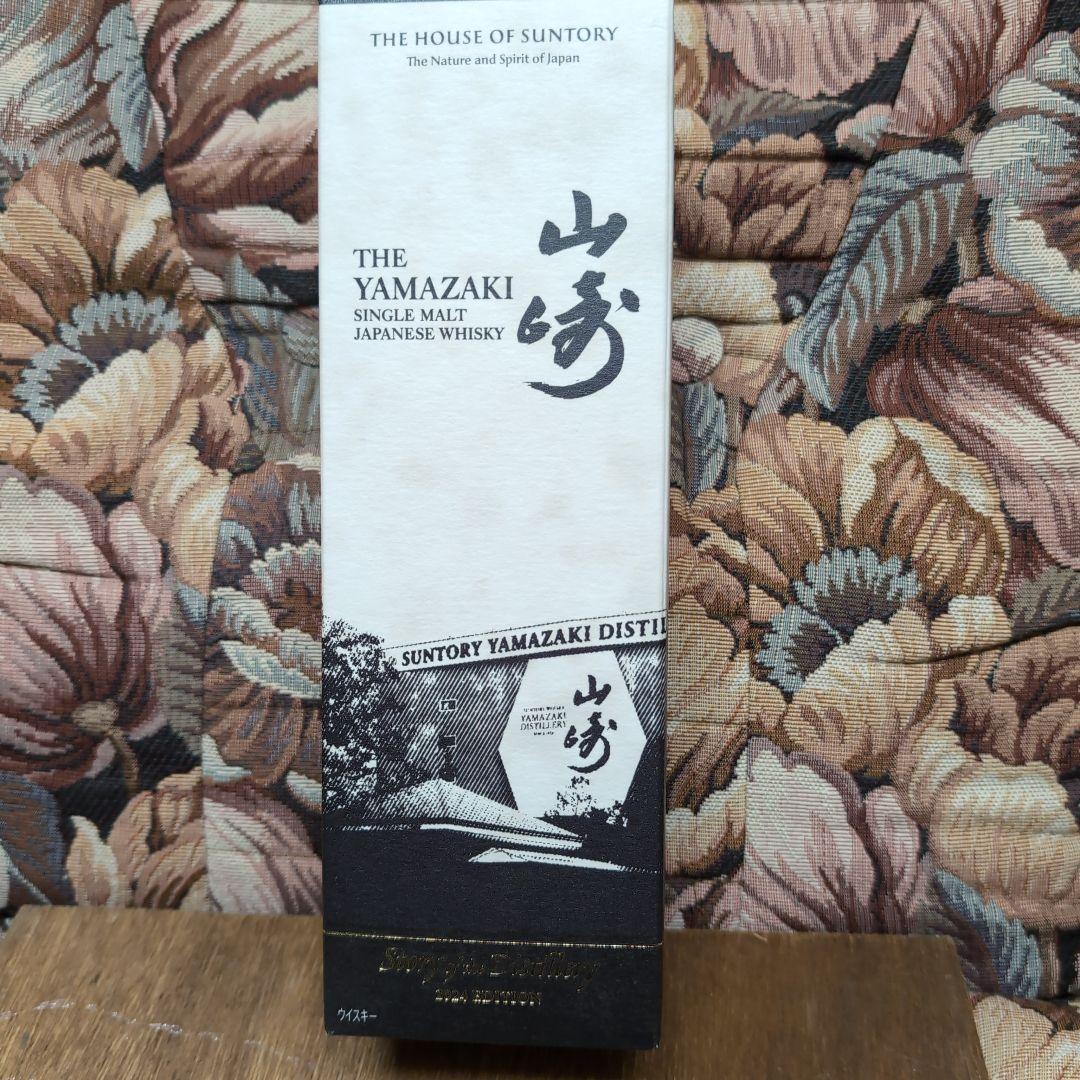 THE HOUSE OF SUNTORY
The Nature and Spirit of Japan
THE
YAMAZAKI
SINGLE MALT
JAPANESE WHISKY
山崎
SUNTORY YAMAZAKI DISTIL
YAMAZAKI
DISTILLERY
山崎
Story of the Distillery
2024 EDITION
ウイスキー